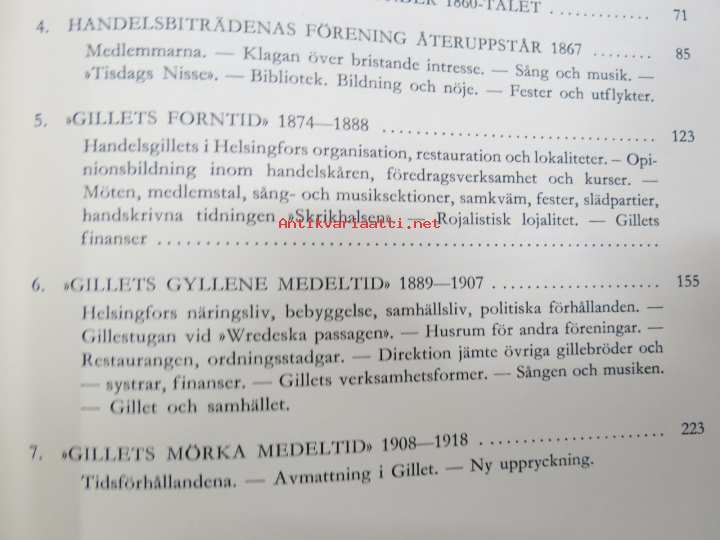 1860-TALET ............ 71
4. HANDELSBITRÄDENAS FÖRENING ÅTERUPPSTÅR 1867 ........ 85
Medlemmarna. — Klagan över bristande intresse. — Sång och musik. —
»Tisdags Nisse». — Bibliotek. Bildning och nöje. — Fester och utflykter.
5. »GILLETS FORNTID» 1874—1888 ................................. 123
Handelsgillets i Helsingfors organisation, restauration och lokaliteter. – Opi-
nionsbildning inom handelskåren, föredragsverksamhet och kurser. —
Möten, medlemstal, sång- och musiksektioner, samkväm, fester, slädpartier,
handskrivna tidningen »Skrikhalsen». — Rojalistisk lojalitet. — Gillets
Antikvariaatti.net
finanser .....................................................
6. »GILLETS GYLLENE MEDELTID» 1889—1907 ..................... 155
Helsingfors näringsliv, bebyggelse, samhällsliv, politiska förhållanden. —
Gillestugan vid »Wredeska passagen». — Husrum för andra föreningar. —
Restaurangen, ordningsstadgar. — Direktion jämte övriga gillebröder och
— systrar, finanser. — Gillets verksamhetsformer. — Sången och musiken.
— Gillet och samhället.
7. »GILLETS MÖRKA MEDELTID» 1908—1918 ....................... 223
Tidsförhållandena. — Avmattning i Gillet. — Ny uppryckning.